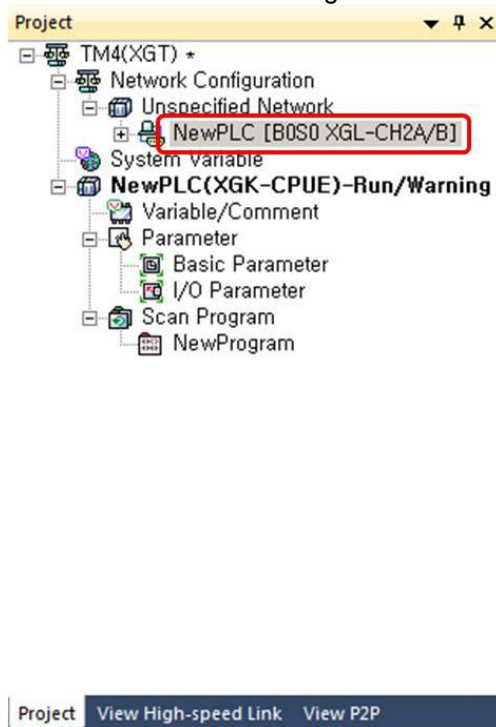 Project
TM4(XGT) *
Network Configuration
Unspecified Network
NewPLC [B0S0 XGL-CH2A/B]
System Variable
NewPLC(XGK-CPUE)-Run/Warning
Variable/Comment
Parameter
Basic Parameter
I/O Parameter
Scan Program
NewProgram
Project View High-speed Link View P2P